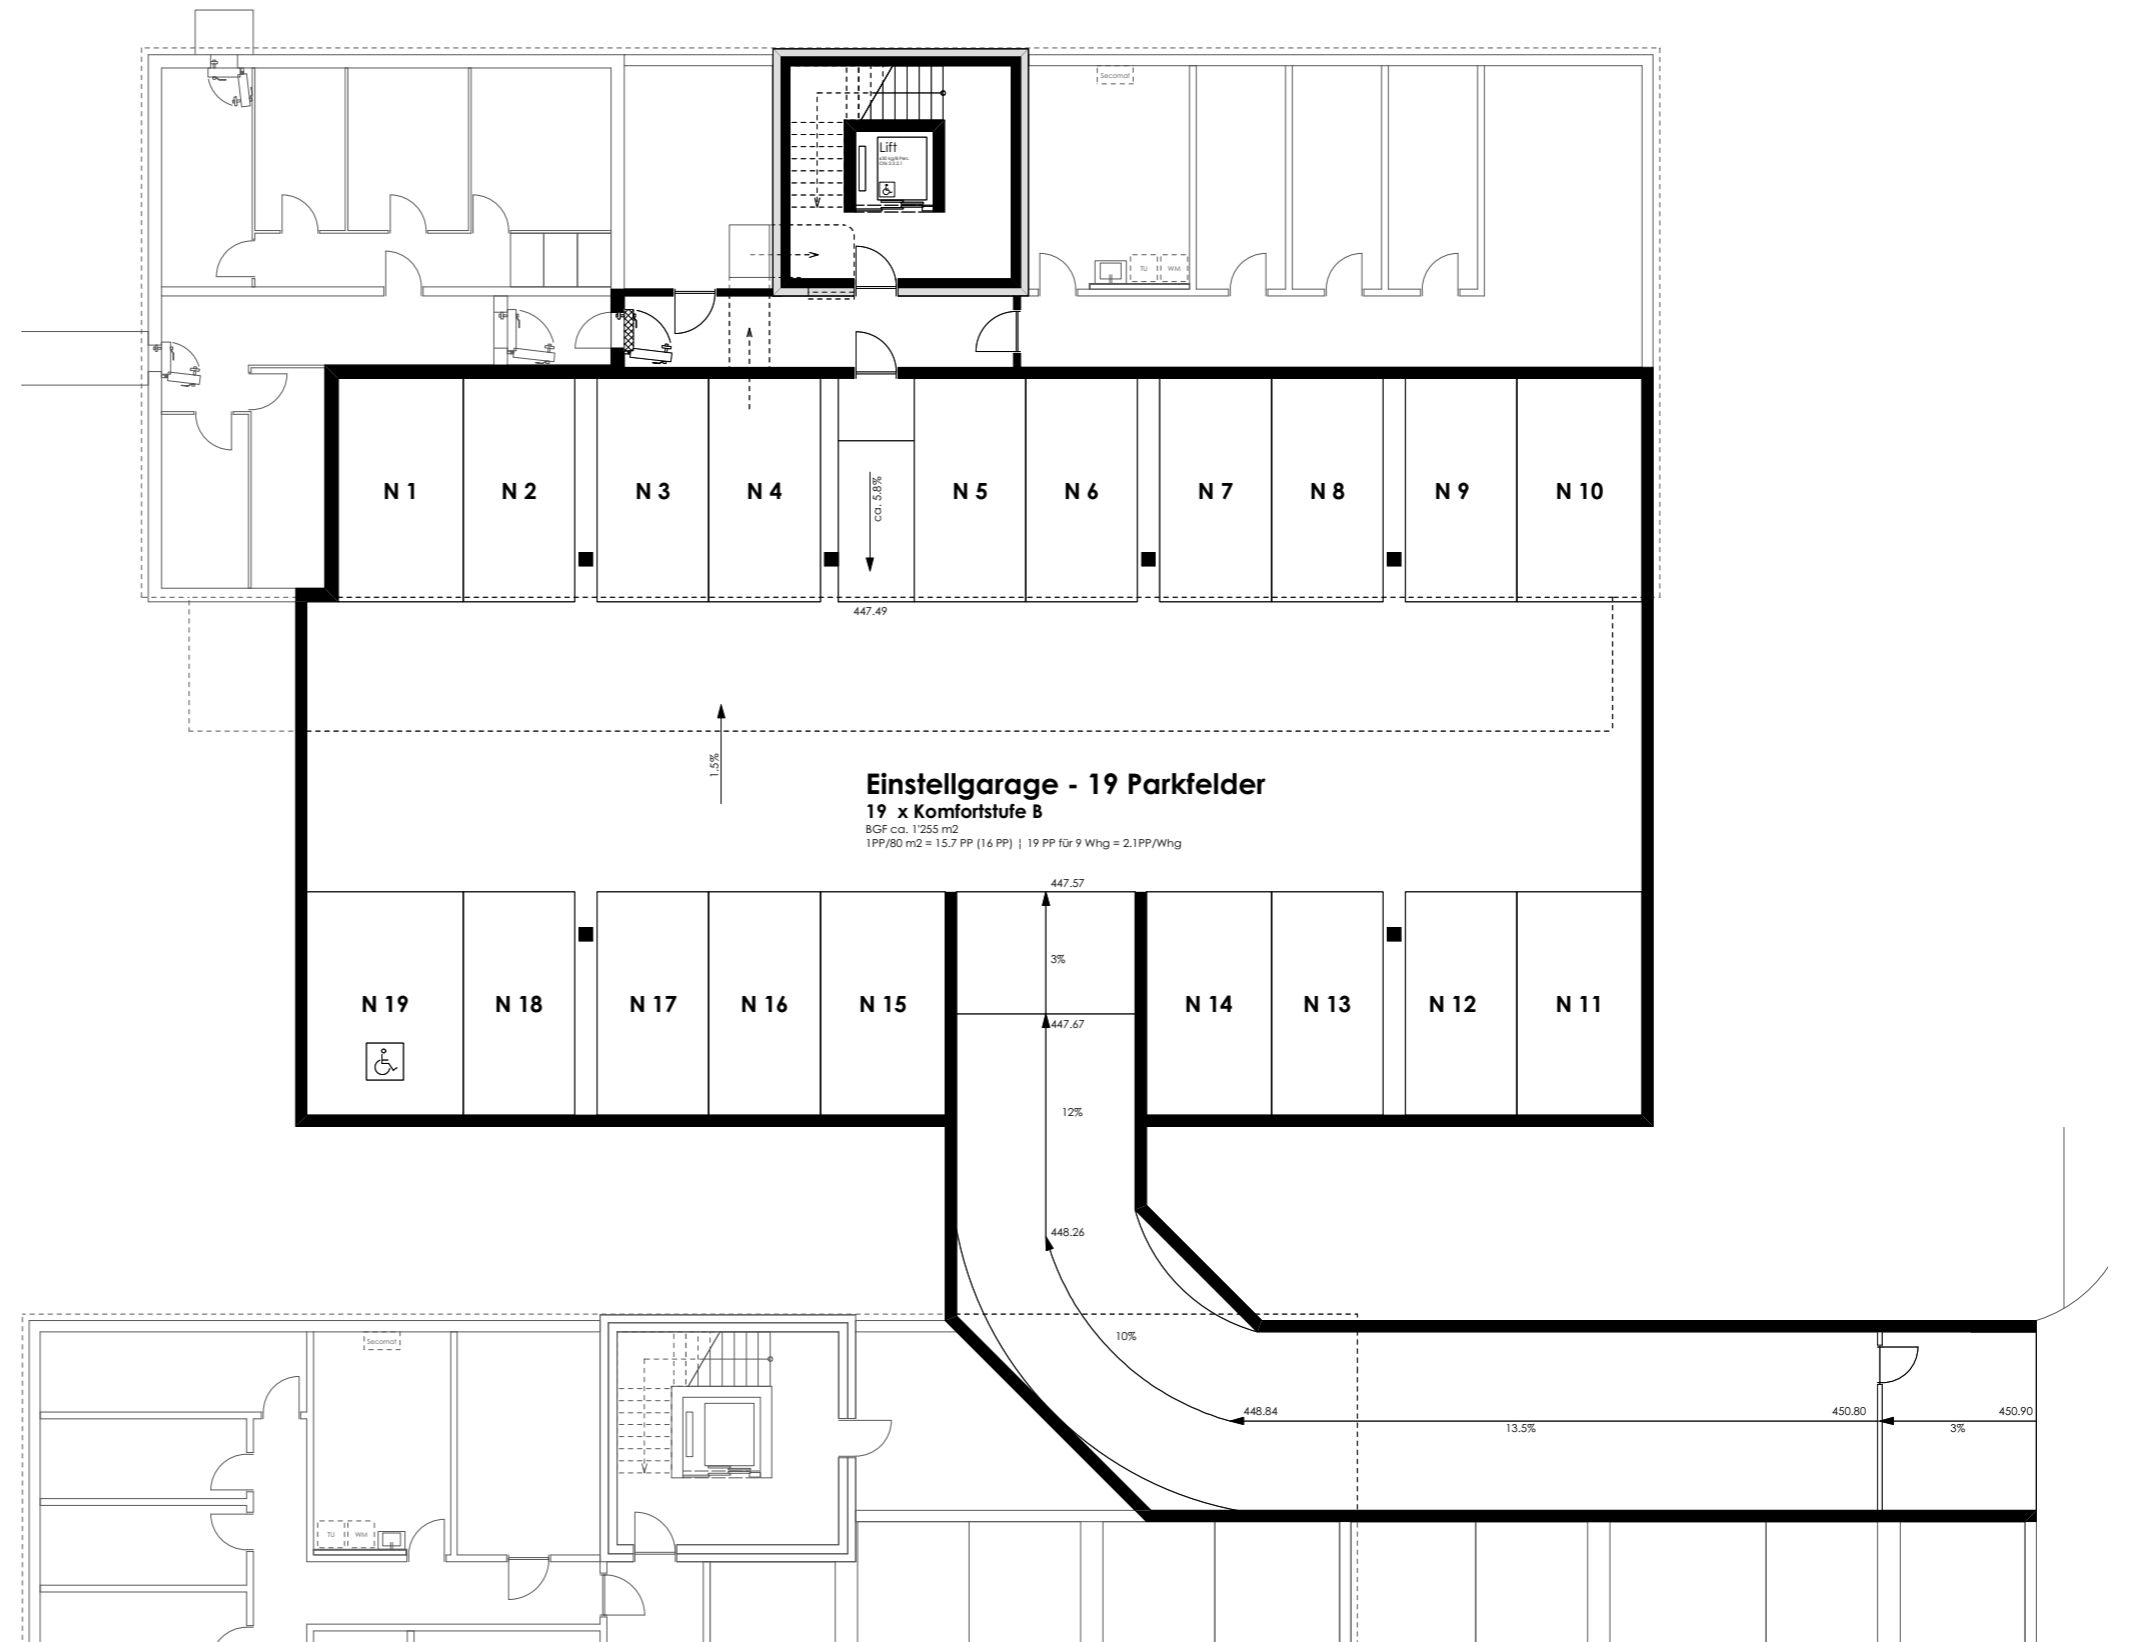 Secomat
Lift
TU
WM
N 1
N 2
N 3
N 4
ca. 5.8%
N 5
N 6
N 7
N 8
N 9
N 10
447.49
1.5%
Einstellgarage - 19 Parkfelder
19 x Komfortstufe B
BGF ca. 1'255 m2
1PP/80 m2 = 15.7 PP (16 PP) | 19 PP für 9 Whg = 2.1PP/Whg
447.57
3%
N 19
N 18
N 17
N 16
N 15
N 14
N 13
N 12
N 11
447.67
12%
448.26
10%
Secomat
448.84
450.80
450.90
13.5%
3%
TU
WM